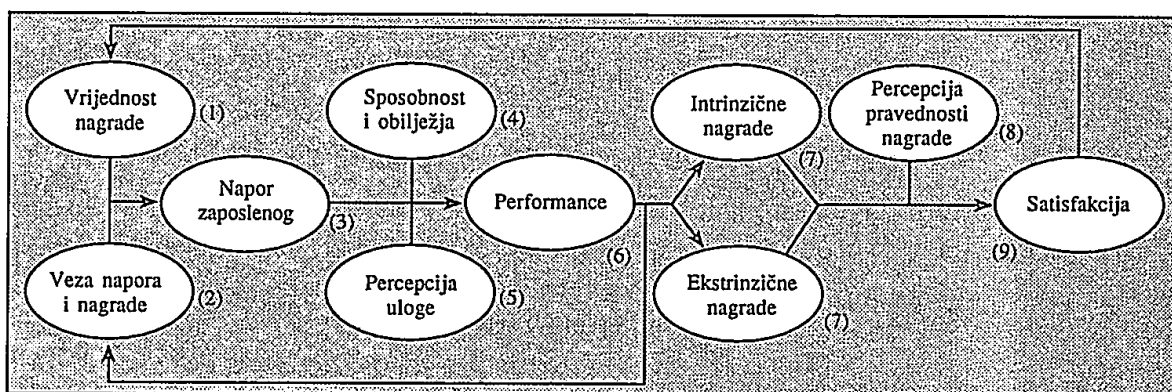 Vrijednost
nagrade
(1)
Veza napora
i nagrade
(2)
Napor
zaposlenog
(3)
Sposobnost
i obilježja
(4)
Percepcija
uloge
(5)
Performance
(6)
Intrinzične
nagrade
(7)
Ekstrinzične
nagrade
(7)
Percepcija
pravednosti
nagrade
(8)
Satisfakcija
(9)